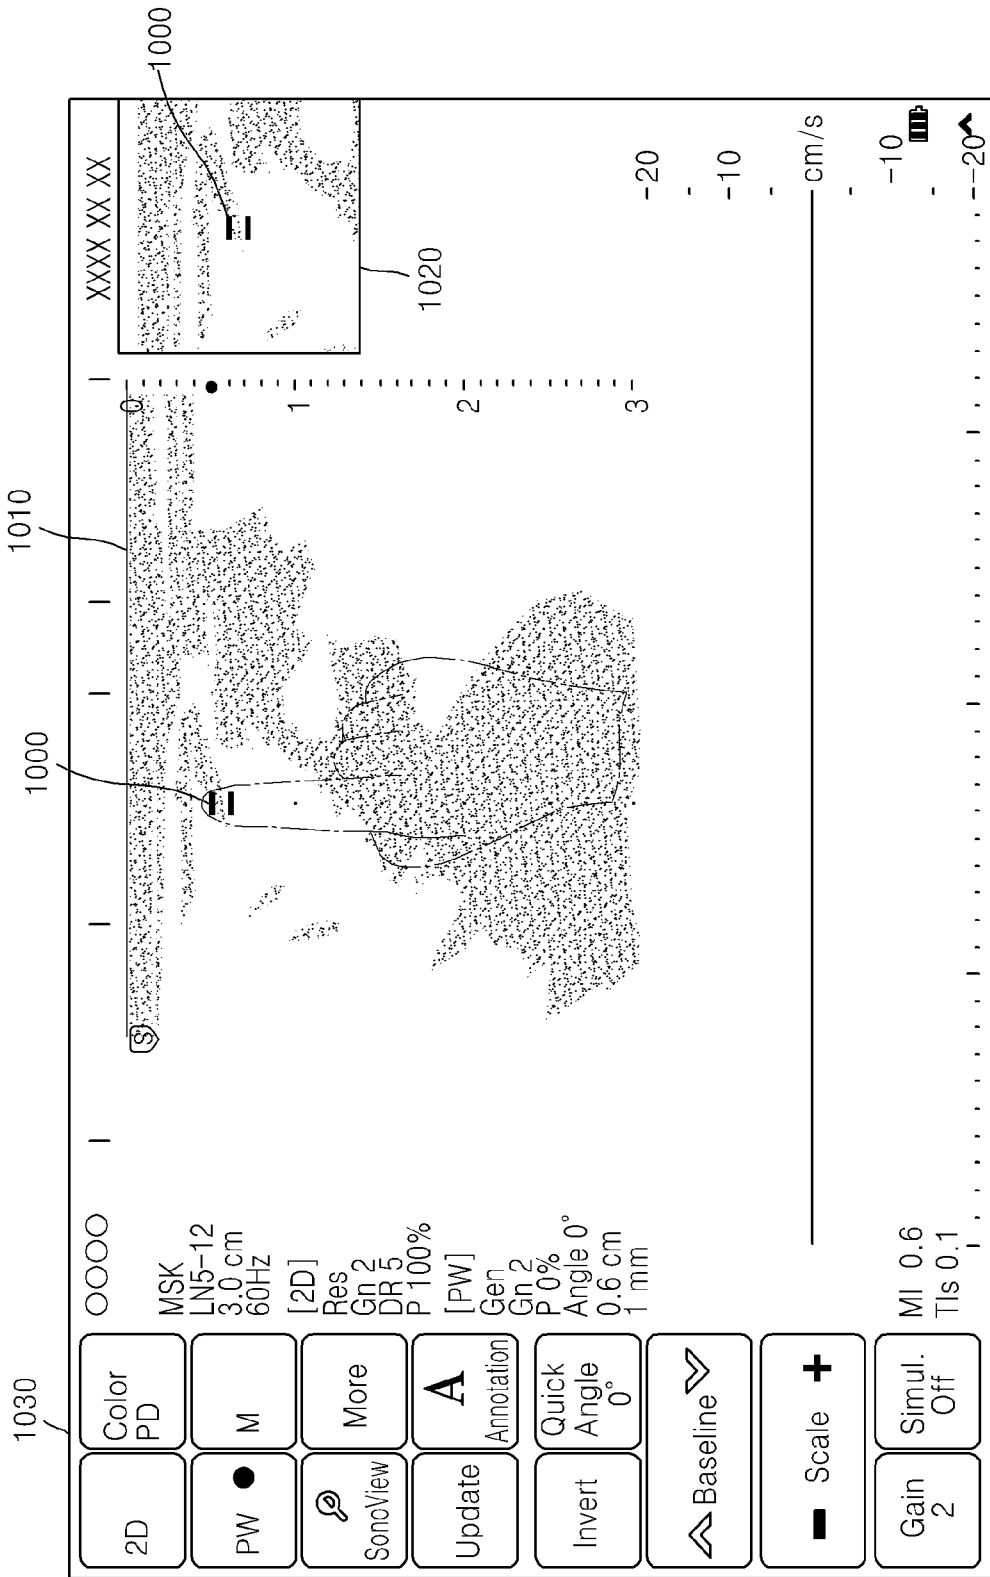 1030
1000
1010
1000
1020
2D
Color
PD
PW
M
SonoView
More
Update
A
Annotation
Invert
Quick
Angle
0°
Baseline
Scale
Gain
2
Simul.
Off
OOOO
MSK
LN5-12
3.0 cm
60Hz
[2D]
Res
Gn 2
DR 5
P 100%
[PW]
Gen
Gn 2
P 0%
Angle 0°
0.6 cm
1 mm
MI 0.6
TIs 0.1
S
0
1
2
3
XXXX XX XX
-20
-10
cm/s
-10
-20